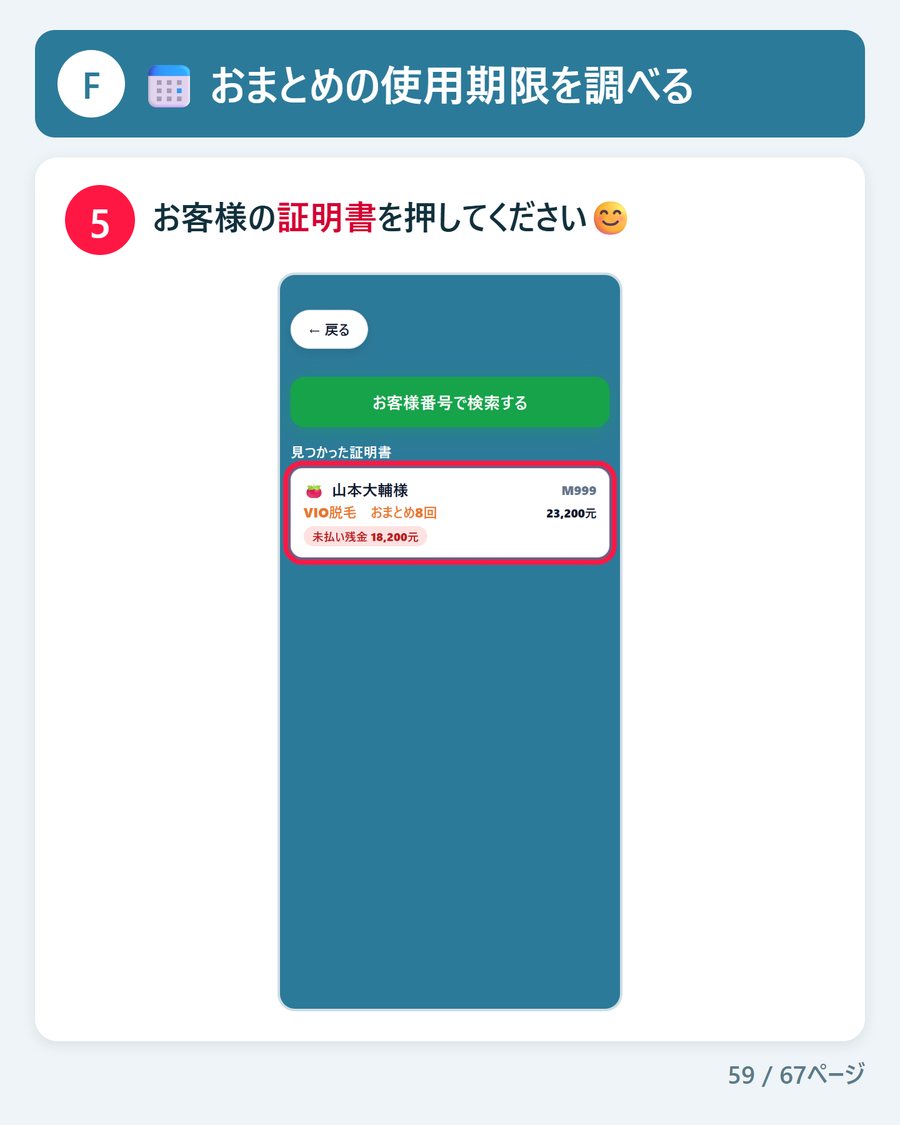 F 📅 おまとめの使用期限を調べる
5 お客様の証明書を押してください😊
← 戻る
お客様番号で検索する
見つかった証明書
山本大輔様 M999
VIO脱毛 おまとめ8回 23,200元
未払い残金 18,200元
59 / 67ページ